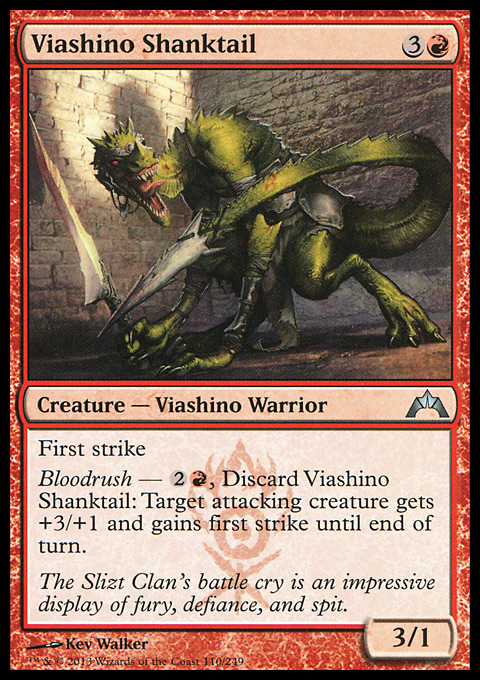 Viashino Shanktail 3
Creature — Viashino Warrior
First strike
Bloodrush — 2, Discard Viashino
Shanktail: Target attacking creature gets
+3/+1 and gains first strike until end of
turn.
The Slizt Clan's battle cry is an impressive
display of fury, defiance, and spit.
Kev Walker
3/1
™ & © 2013 Wizards of the Coast 110/249